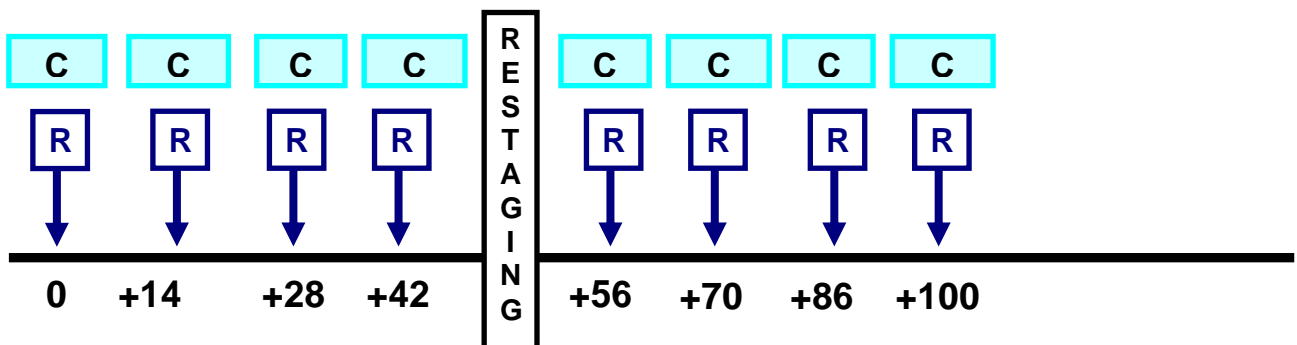 C C C C C C C C
R R R R R R R R
RESTAGING
0 +14 +28 +42 +56 +70 +86 +100